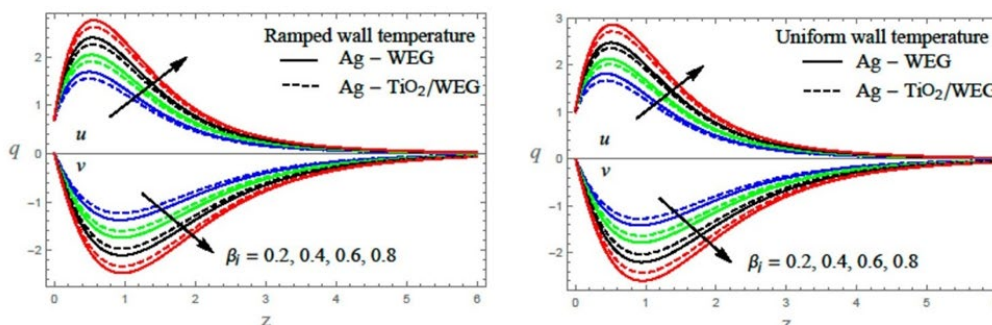 Ramped wall temperature
Ag – WEG
Ag – TiO₂/WEG
2
1
0
−1
−2
q
u
v
βᵢ = 0.2, 0.4, 0.6, 0.8
0 1 2 3 4 5 6
z
Uniform wall temperature
Ag – WEG
Ag – TiO₂/WEG
3
2
1
0
−1
−2
q
u
v
βᵢ = 0.2, 0.4, 0.6, 0.8
0 1 2 3 4 5
z